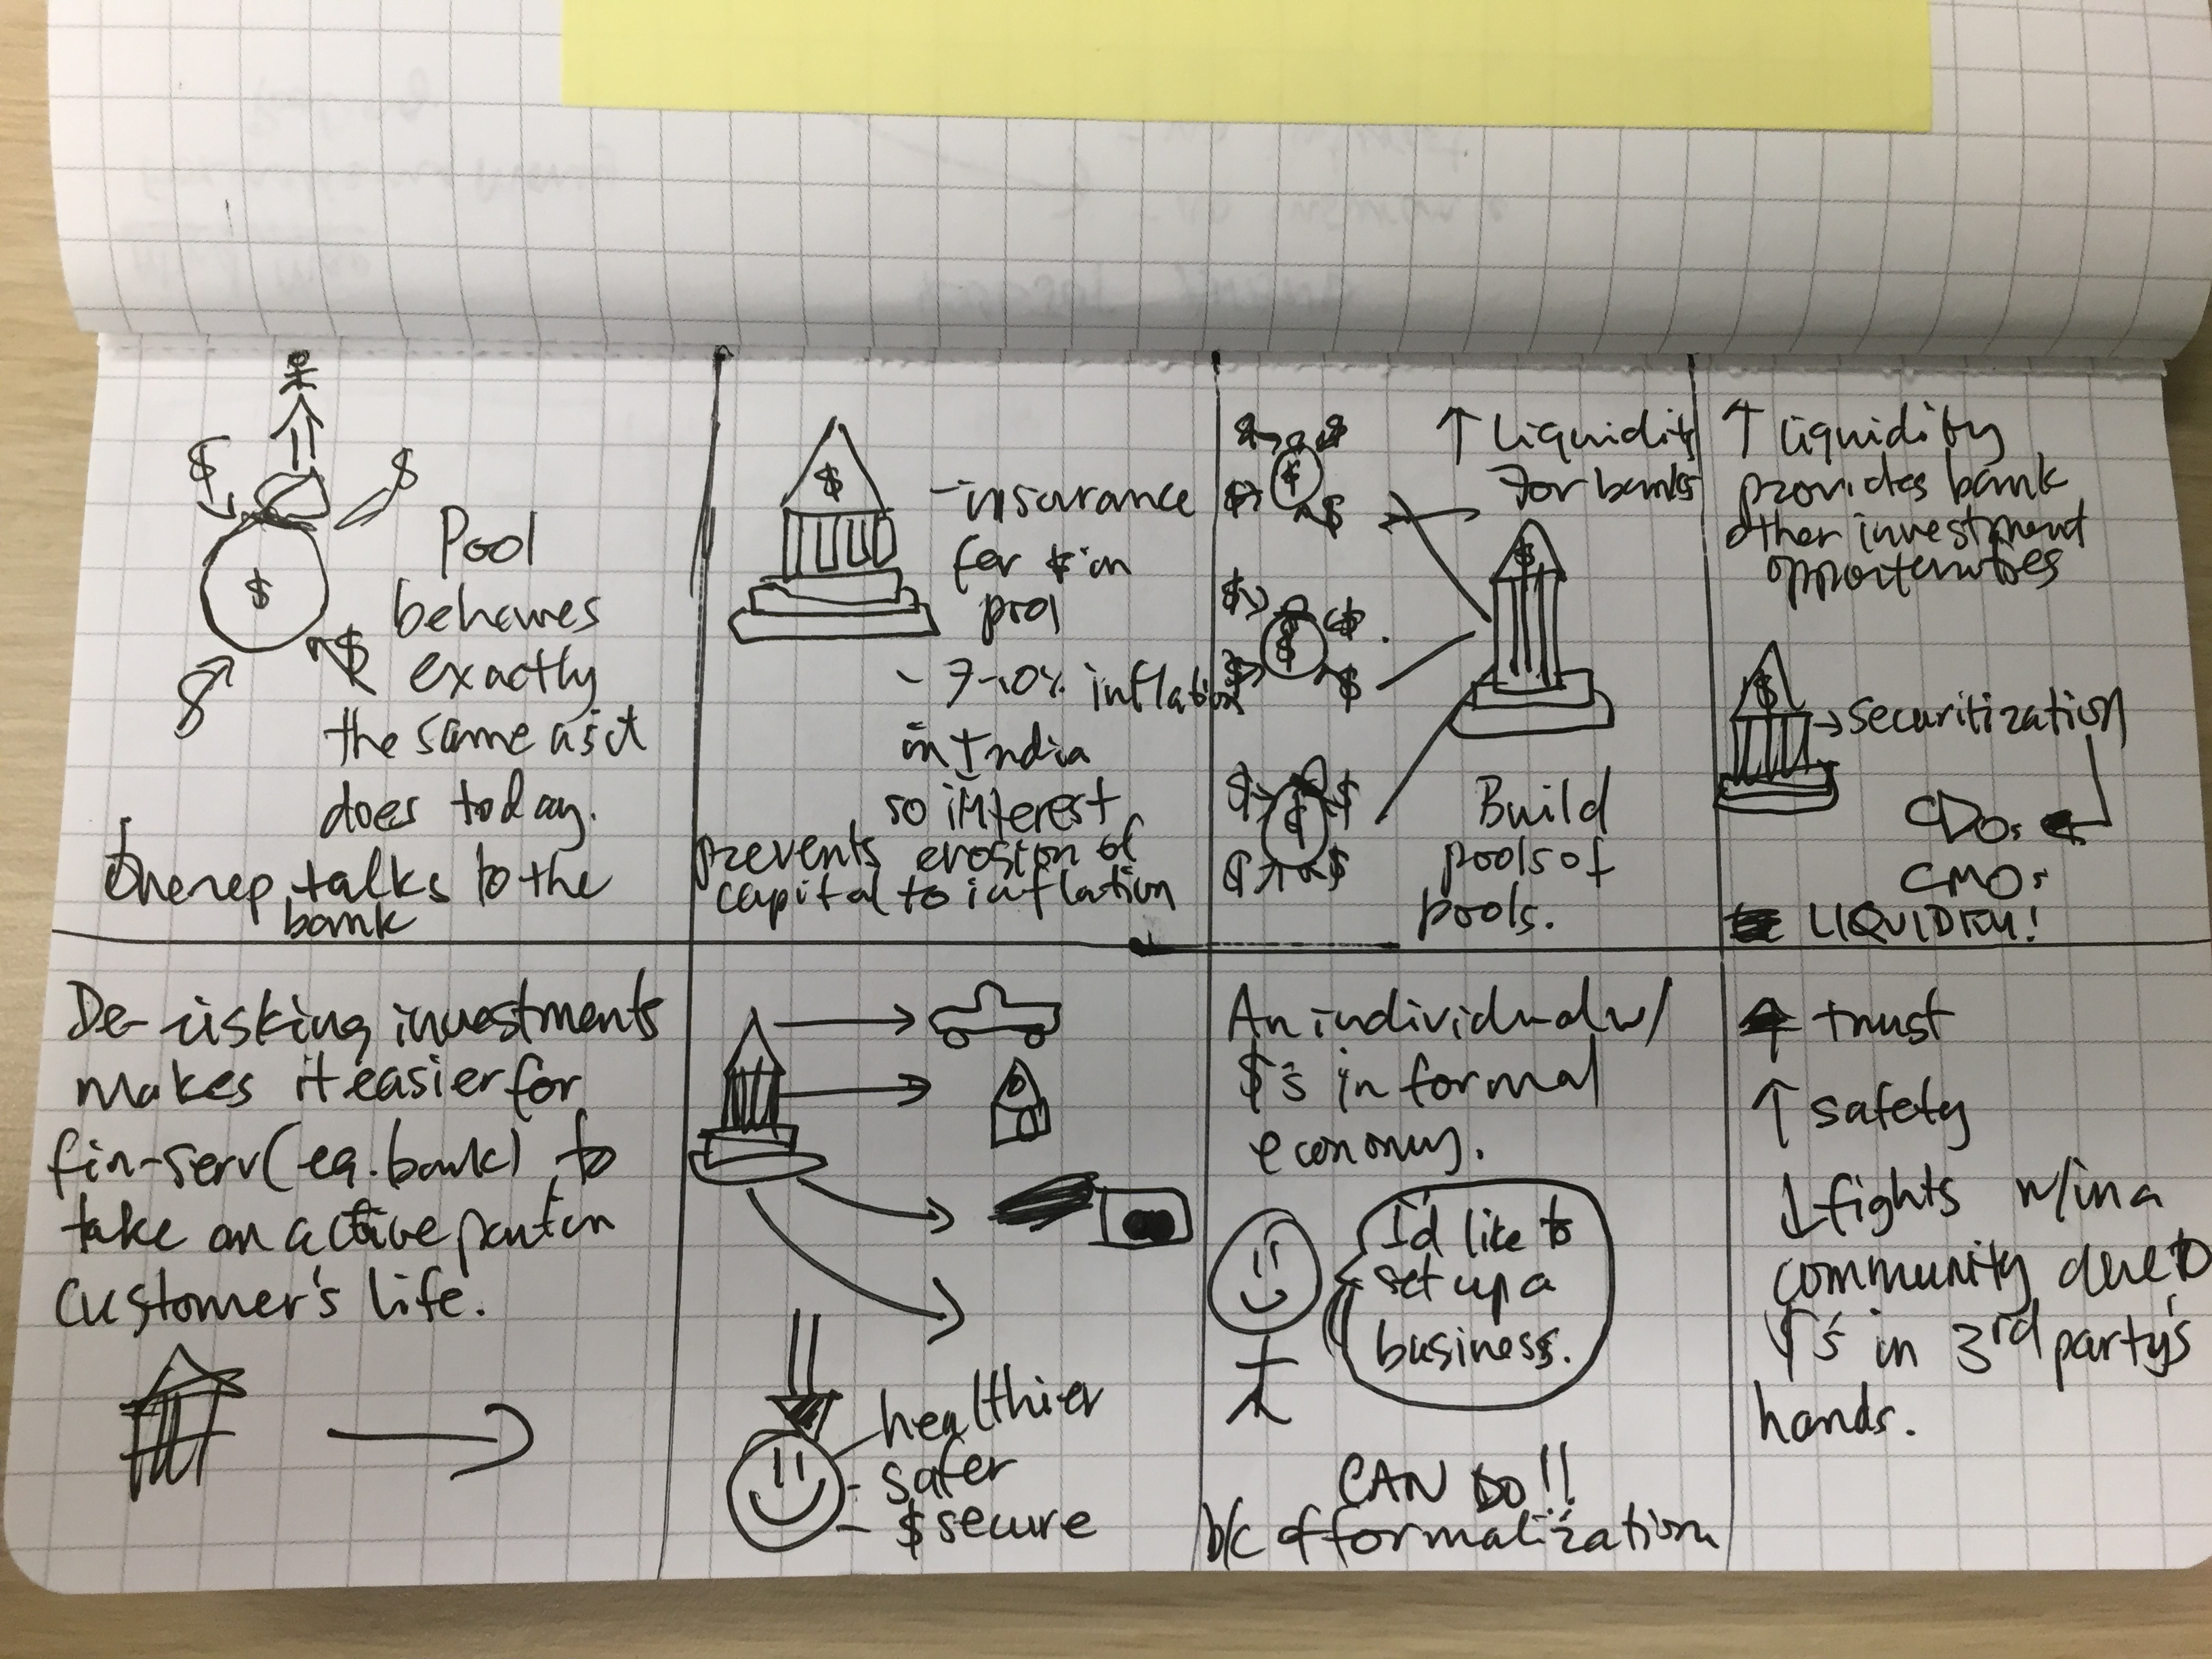 $
$
$
$
$
Pool
behaves
exactly
the same as it
does today.
One rep talks to the
bank
$
- insurance
for $ in
pool
- 7-10% inflation
in India
so interest
prevents erosion of
capital to inflation
↑ liquidity
for banks
$
$
$
$
$
$
$
$
Build
pools of
pools.
↑ liquidity
provides bank
other investment
opportunities
$
→ securitization
CDOs
CMOs
LIQUIDITY!
De-risking investments
makes it easier for
fin-serv (eg. bank) to
take an active part in
customer's life.
healthier
- safer
- $ secure
An individual w/
$'s in formal
economy.
I'd like to
set up a
business.
CAN DO!!
b/c of formalization
↑ trust
↑ safety
↓ fights w/in a
community due to
$'s in 3rd party's
hands.